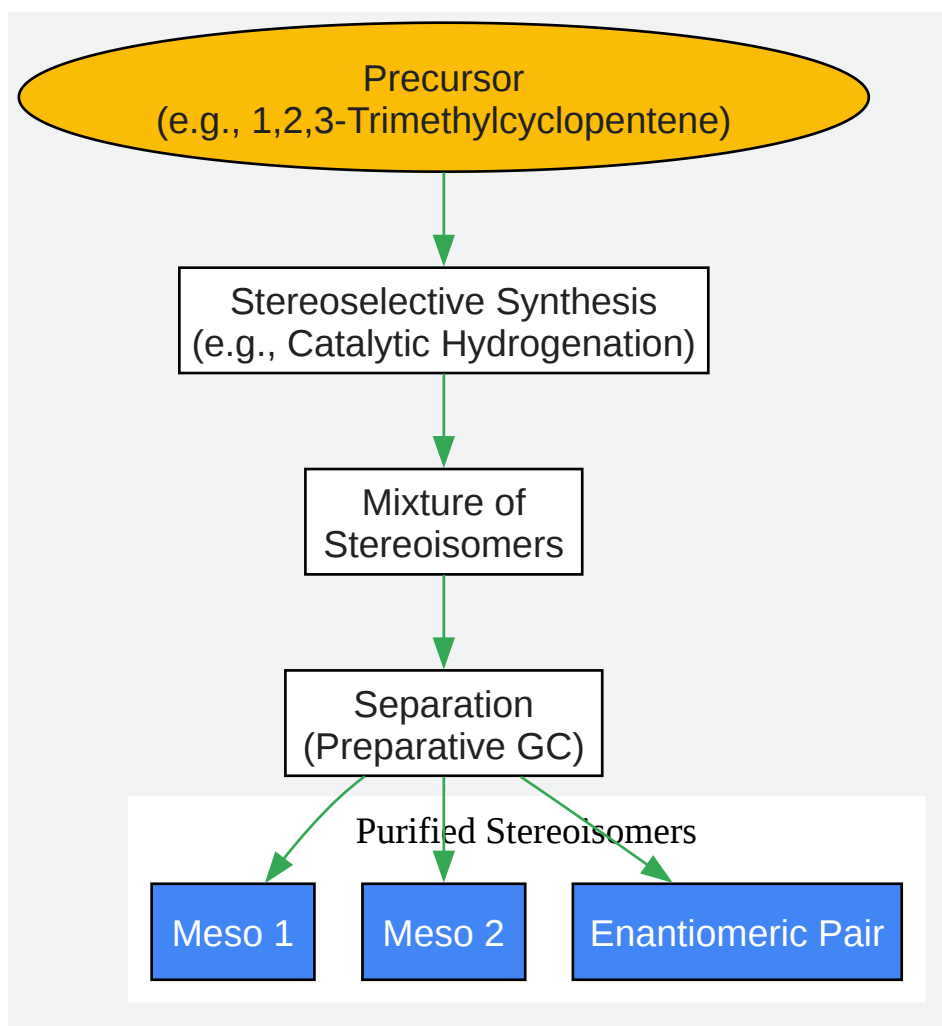 Precursor
(e.g., 1,2,3-Trimethylcyclopentene)
Stereoselective Synthesis
(e.g., Catalytic Hydrogenation)
Mixture of
Stereoisomers
Separation
(Preparative GC)
Purified Stereoisomers
Meso 1
Meso 2
Enantiomeric Pair